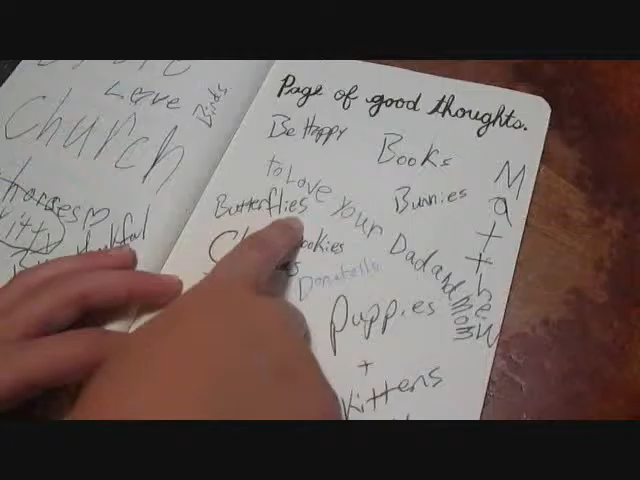 Love
Birds
Church
horses
Page of good thoughts.
Be Happy
Books
Matthew
to Love Your Dad and mom
Bunnies
Butterflies
Donatello
Puppies
+
Kittens